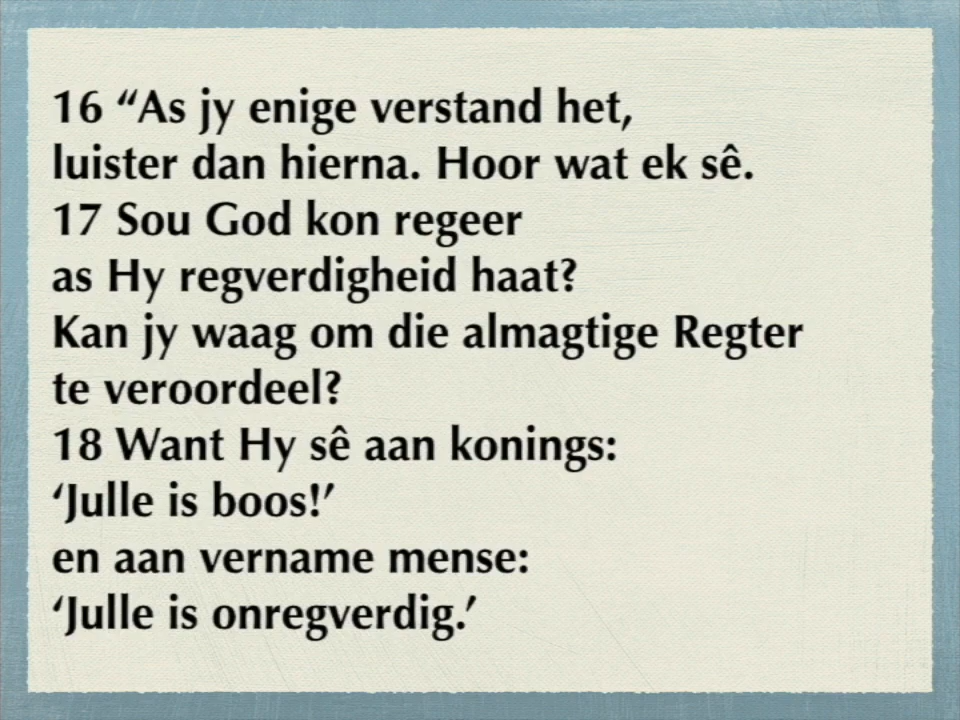 16 “As jy enige verstand het,
luister dan hierna. Hoor wat ek sê.
17 Sou God kon regeer
as Hy regverdigheid haat?
Kan jy waag om die almagtige Regter
te veroordeel?
18 Want Hy sê aan konings:
‘Julle is boos!’
en aan vername mense:
‘Julle is onregverdig.’